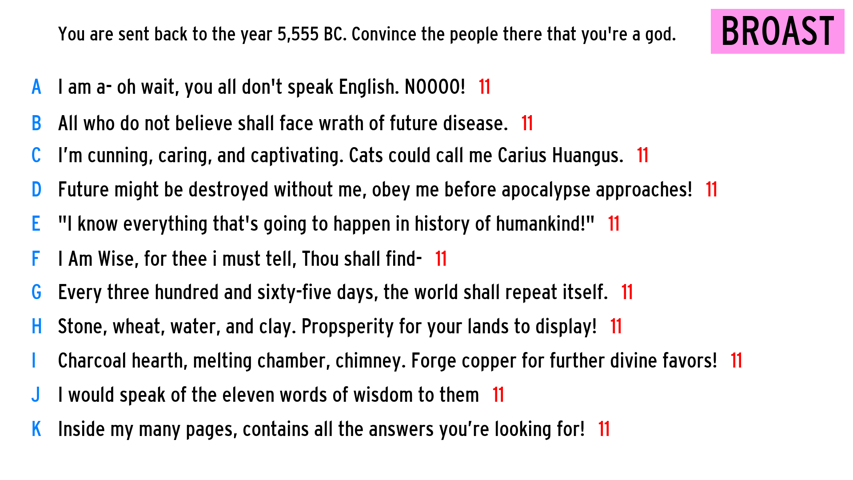 You are sent back to the year 5,555 BC. Convince the people there that you're a god.
BROAST
A I am a- oh wait, you all don't speak English. NOOOO! 11
B All who do not believe shall face wrath of future disease. 11
C I’m cunning, caring, and captivating. Cats could call me Carius Huangus. 11
D Future might be destroyed without me, obey me before apocalypse approaches! 11
E "I know everything that's going to happen in history of humankind!" 11
F I Am Wise, for thee i must tell, Thou shall find- 11
G Every three hundred and sixty-five days, the world shall repeat itself. 11
H Stone, wheat, water, and clay. Propsperity for your lands to display! 11
I Charcoal hearth, melting chamber, chimney. Forge copper for further divine favors! 11
J I would speak of the eleven words of wisdom to them 11
K Inside my many pages, contains all the answers you’re looking for! 11